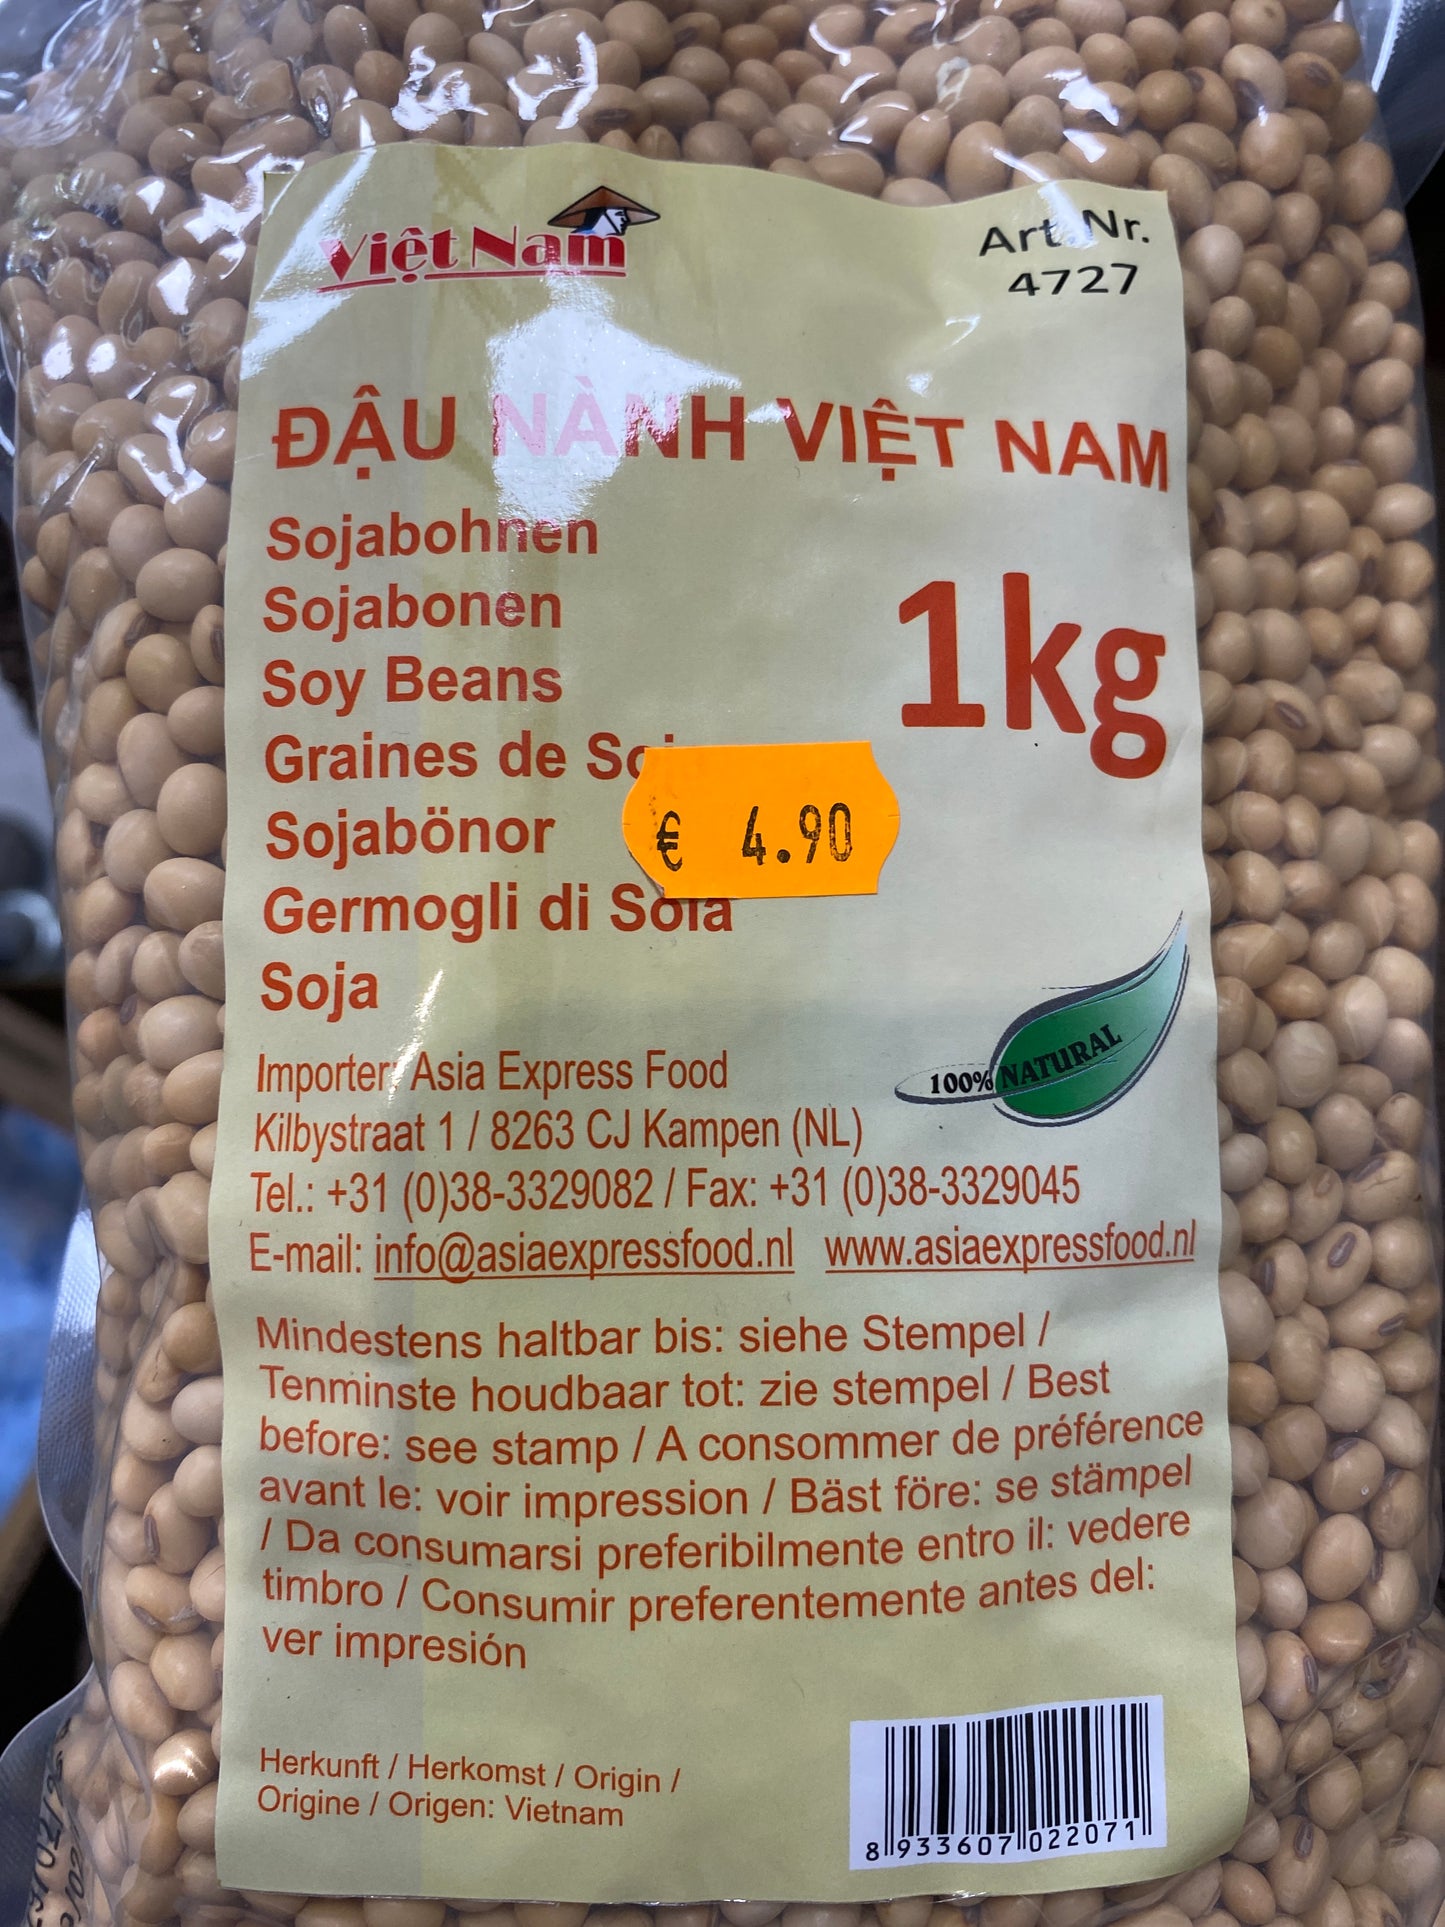 Việt Nam
Art. Nr.
4727
ĐẬU NÀNH VIỆT NAM
Sojabohnen
Sojabonen
Soy Beans
Graines de
Sojabönor
Germogli di Soia
Soja
1kg
€ 4.90
100% NATURAL
Importer: Asia Express Food
Kilbystraat 1 / 8263 CJ Kampen (NL)
Tel.: +31 (0)38-3329082 / Fax: +31 (0)38-3329045
E-mail: info@asiaexpressfood.nl www.asiaexpressfood.nl
Mindestens haltbar bis: siehe Stempel /
Tenminste houdbaar tot: zie stempel / Best
before: see stamp / A consommer de préférence
avant le: voir impression / Bäst före: se stämpel
/ Da consumarsi preferibilmente entro il: vedere
timbro / Consumir preferentemente antes del:
ver impresión
Herkunft / Herkomst / Origin /
Origine / Origen: Vietnam
8 933607 022071